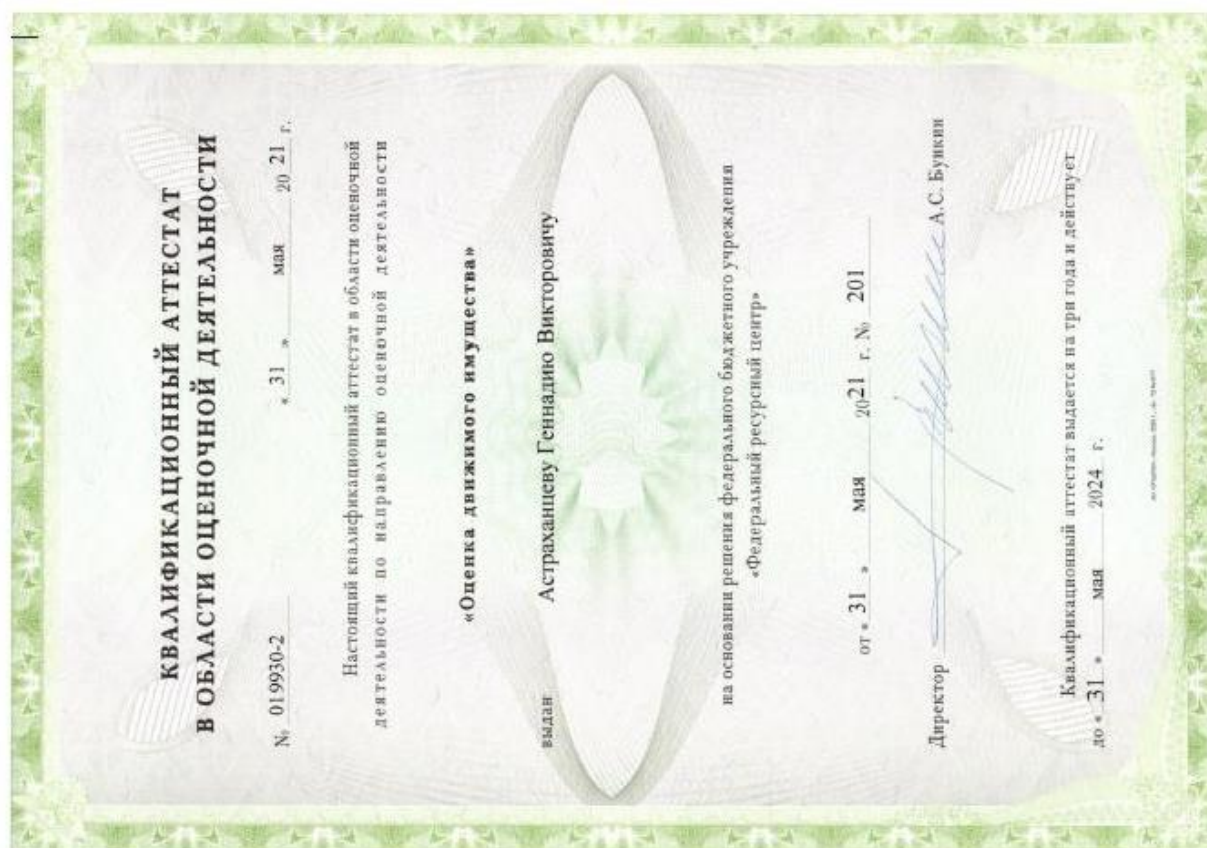 КВАЛИФИКАЦИОННЫЙ АТТЕСТАТ
В ОБЛАСТИ ОЦЕНОЧНОЙ ДЕЯТЕЛЬНОСТИ
№ 019930-2 « 31 » мая 20 21 г.
Настоящий квалификационный аттестат в области оценочной
деятельности по направлению оценочной деятельности
«Оценка движимого имущества»
выдан Астраханцеву Геннадию Викторовичу
на основании решения федерального бюджетного учреждения
«Федеральный ресурсный центр»
от « 31 » мая 2021 г. № 201
Директор А.С. Бункин
Квалификационный аттестат выдается на три года и действует
до « 31 » мая 2024 г.